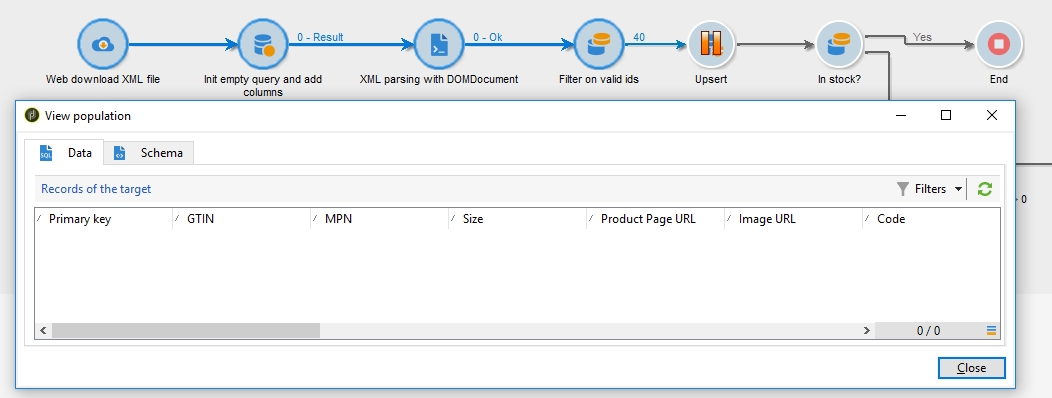 0 - Result
0 - Ok
40
Yes
Web download XML file
Init empty query and add
columns
XML parsing with DOMDocument
Filter on valid ids
Upsert
In stock?
End
View population
Data
Schema
Records of the target
Filters
Primary key
GTIN
MPN
Size
Product Page URL
Image URL
Code
0 / 0
Close
0
SQL